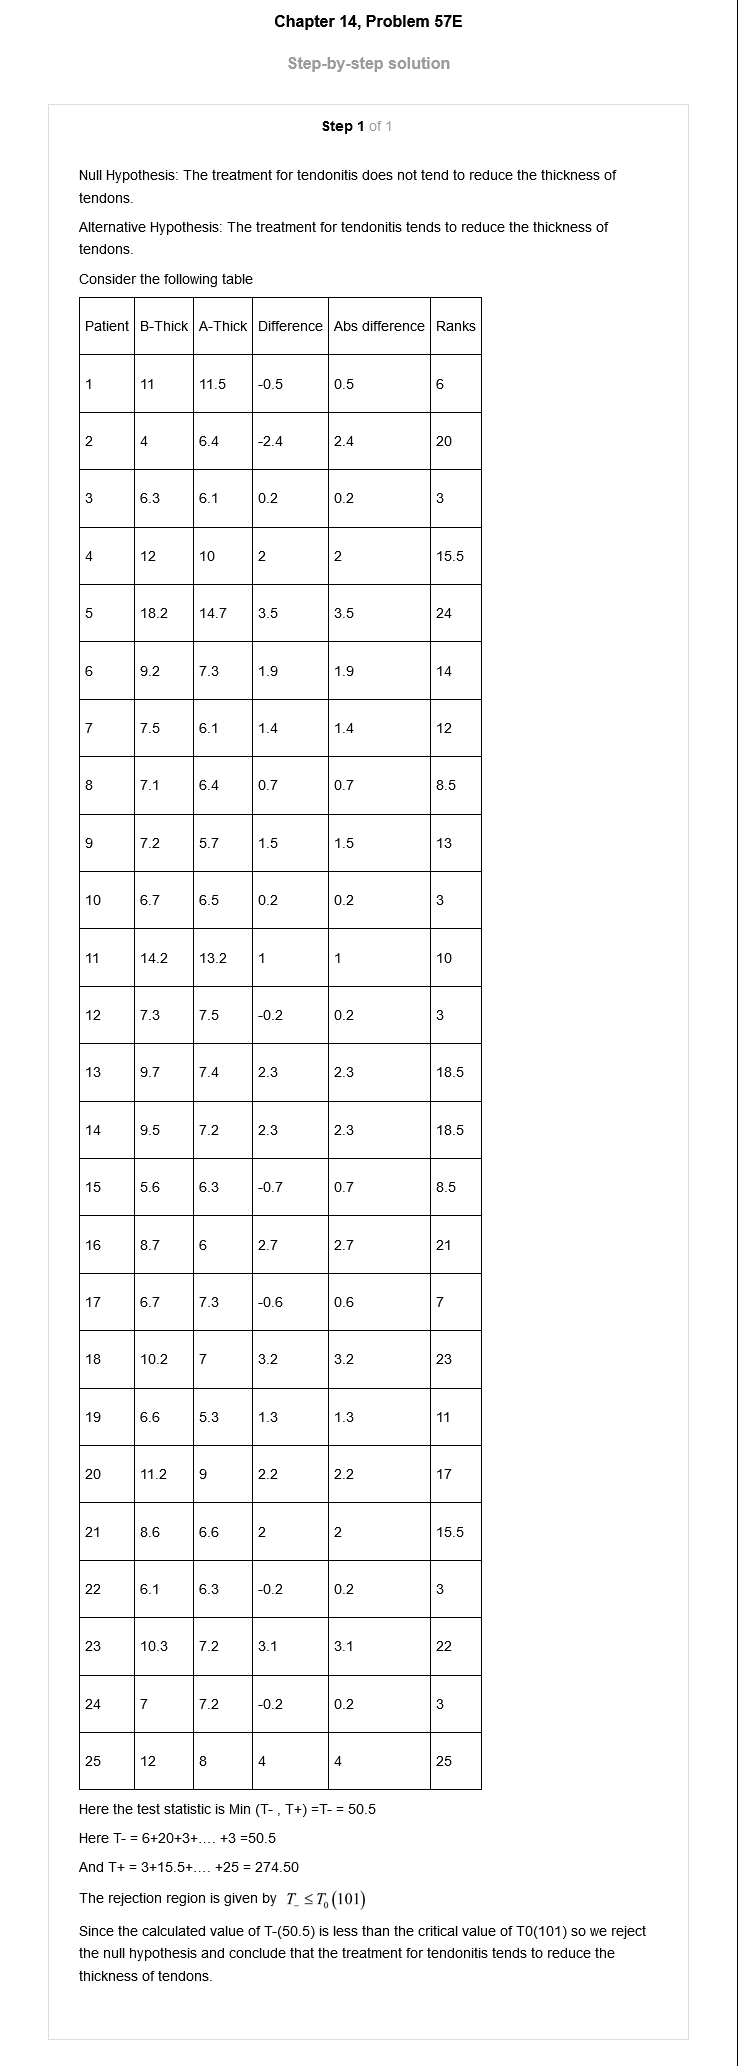 Chapter 14, Problem 57E
Step-by-step solution
Step 1 of 1
Null Hypothesis: The treatment for tendonitis does not tend to reduce the thickness of
tendons.
Alternative Hypothesis: The treatment for tendonitis tends to reduce the thickness of
tendons.
Consider the following table
Patient B-Thick A-Thick Difference Abs difference Ranks
1 11 11.5 -0.5 0.5 6
2 4 6.4 -2.4 2.4 20
3 6.3 6.1 0.2 0.2 3
4 12 10 2 2 15.5
5 18.2 14.7 3.5 3.5 24
6 9.2 7.3 1.9 1.9 14
7 7.5 6.1 1.4 1.4 12
8 7.1 6.4 0.7 0.7 8.5
9 7.2 5.7 1.5 1.5 13
10 6.7 6.5 0.2 0.2 3
11 14.2 13.2 1 1 10
12 7.3 7.5 -0.2 0.2 3
13 9.7 7.4 2.3 2.3 18.5
14 9.5 7.2 2.3 2.3 18.5
15 5.6 6.3 -0.7 0.7 8.5
16 8.7 6 2.7 2.7 21
17 6.7 7.3 -0.6 0.6 7
18 10.2 7 3.2 3.2 23
19 6.6 5.3 1.3 1.3 11
20 11.2 9 2.2 2.2 17
21 8.6 6.6 2 2 15.5
22 6.1 6.3 -0.2 0.2 3
23 10.3 7.2 3.1 3.1 22
24 7 7.2 -0.2 0.2 3
25 12 8 4 4 25
Here the test statistic is Min (T- , T+) =T- = 50.5
Here T- = 6+20+3+.... +3 =50.5
And T+ = 3+15.5+.... +25 = 274.50
The rejection region is given by T_ ≤ T₀ (101)
Since the calculated value of T-(50.5) is less than the critical value of T0(101) so we reject
the null hypothesis and conclude that the treatment for tendonitis tends to reduce the
thickness of tendons.